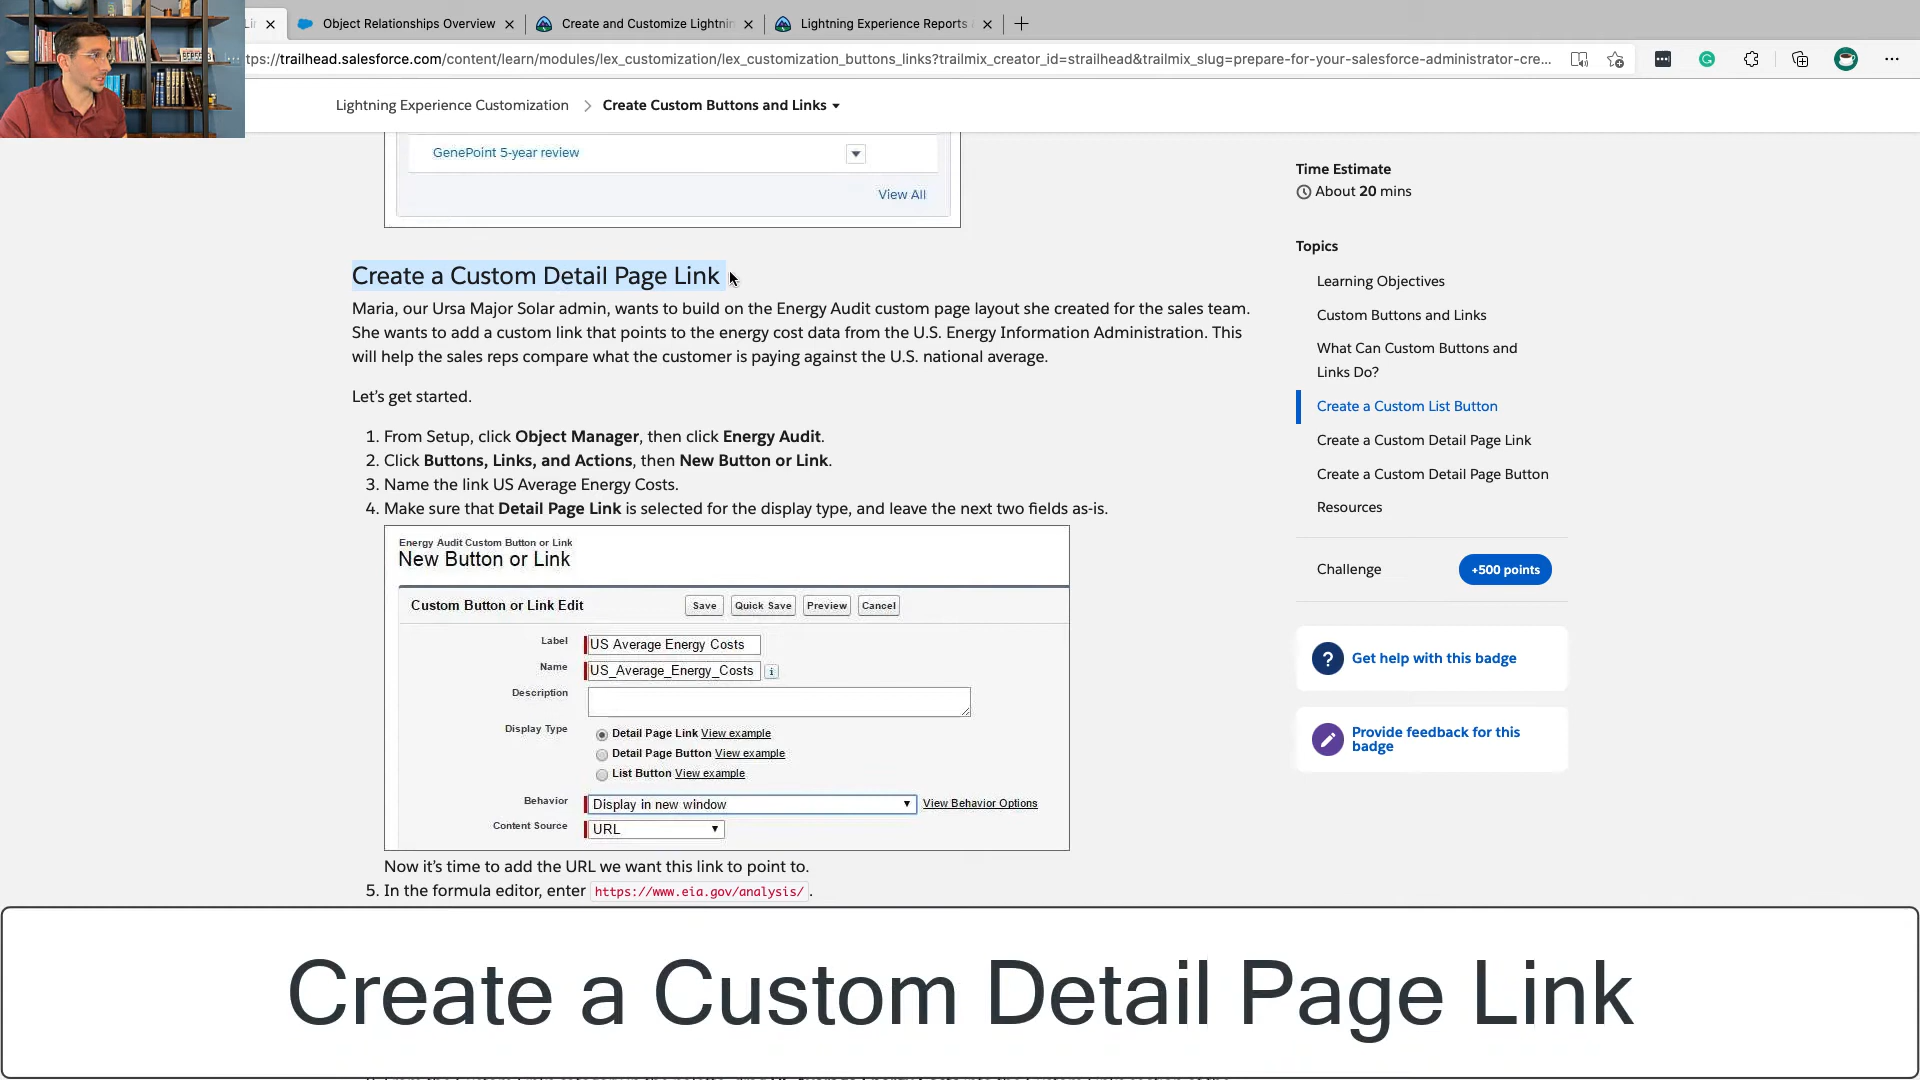 Li
Object Relationships Overview
Create and Customize Lightnin
Lightning Experience Reports
tps://trailhead.salesforce.com/content/learn/modules/lex_customization/lex_customization_buttons_links?trailmix_creator_id=strailhead&trailmix_slug=prepare-for-your-salesforce-administrator-cre...
Lightning Experience Customization
Create Custom Buttons and Links
GenePoint 5-year review
View All
Create a Custom Detail Page Link
Maria, our Ursa Major Solar admin, wants to build on the Energy Audit custom page layout she created for the sales team.
She wants to add a custom link that points to the energy cost data from the U.S. Energy Information Administration. This
will help the sales reps compare what the customer is paying against the U.S. national average.
Let's get started.
1. From Setup, click Object Manager, then click Energy Audit.
2. Click Buttons, Links, and Actions, then New Button or Link.
3. Name the link US Average Energy Costs.
4. Make sure that Detail Page Link is selected for the display type, and leave the next two fields as-is.
Energy Audit Custom Button or Link
New Button or Link
Custom Button or Link Edit
Save
Quick Save
Preview
Cancel
Label
US Average Energy Costs
Name
US_Average_Energy_Costs
i
Description
Display Type
Detail Page Link View example
Detail Page Button View example
List Button View example
Behavior
Display in new window
View Behavior Options
Content Source
URL
Now it's time to add the URL we want this link to point to.
5. In the formula editor, enter https://www.eia.gov/analysis/.
Time Estimate
About 20 mins
Topics
Learning Objectives
Custom Buttons and Links
What Can Custom Buttons and
Links Do?
Create a Custom List Button
Create a Custom Detail Page Link
Create a Custom Detail Page Button
Resources
Challenge
+500 points
?
Get help with this badge
Provide feedback for this
badge
Create a Custom Detail Page Link